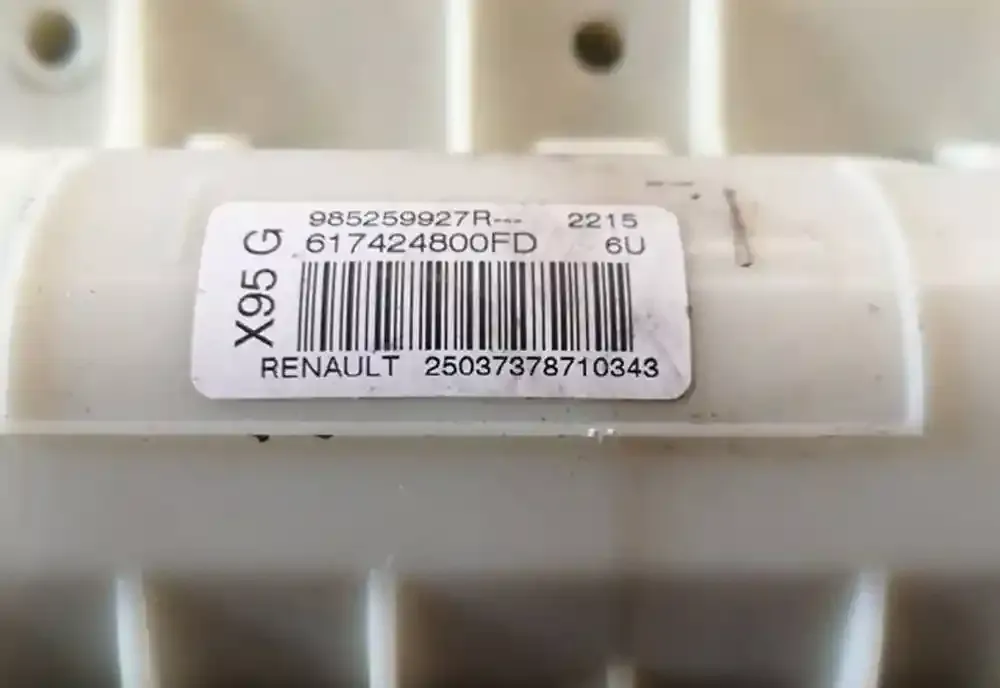 985259927R--- 2215
617424800FD 6U
X95 G
RENAULT 25037378710343